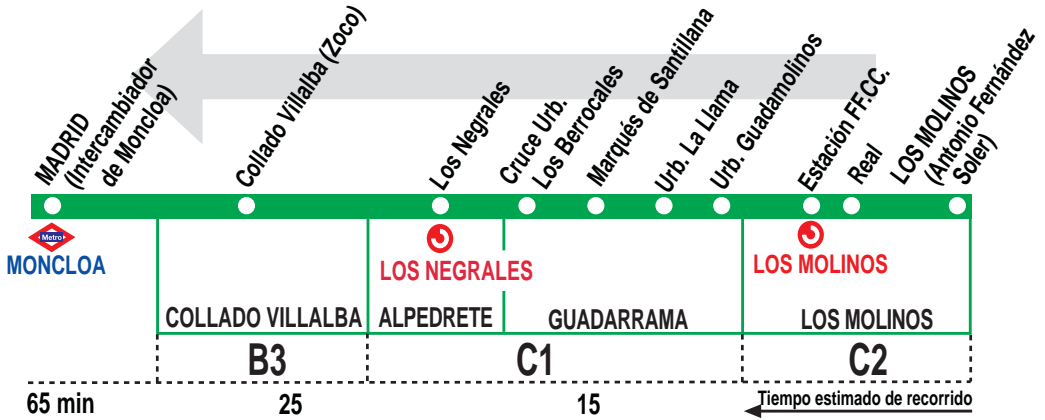 MADRID
(Intercambiador
de Moncloa)
Collado Villalba (Zoco)
Los Negrales
Cruce Urb.
Los Berrocales
Marqués de Santillana
Urb. La Llama
Urb. Guadamolinos
Estación FF.CC.
Real
LOS MOLINOS
(Antonio Fernández
Soler)
Metro
MONCLOA
LOS NEGRALES
LOS MOLINOS
COLLADO VILLALBA
ALPEDRETE
GUADARRAMA
LOS MOLINOS
B3
C1
C2
65 min
25
15
Tiempo estimado de recorrido